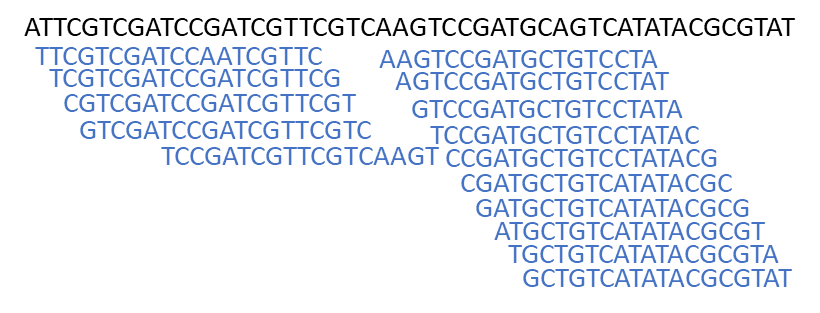 ATTCGTCGATCCGATCGTTCGTCAAGTCCGATGCAGTCATATACGCGTAT
TTCGTCGATCCAATCGTTC AAGTCCGATGCTGTCCTA
TCGTCGATCCGATCGTTCG AGTCCGATGCTGTCCTAT
CGTCGATCCGATCGTTCGT GTCCGATGCTGTCCTATA
GTCGATCCGATCGTTCGTC TCCGATGCTGTCCTATAC
TCCGATCGTTCGTCAAGT CCGATGCTGTCCTATACG
CGATGCTGTCATATACGC
GATGCTGTCATATACGCG
ATGCTGTCATATACGCGT
TGCTGTCATATACGCGTA
GCTGTCATATACGCGTAT